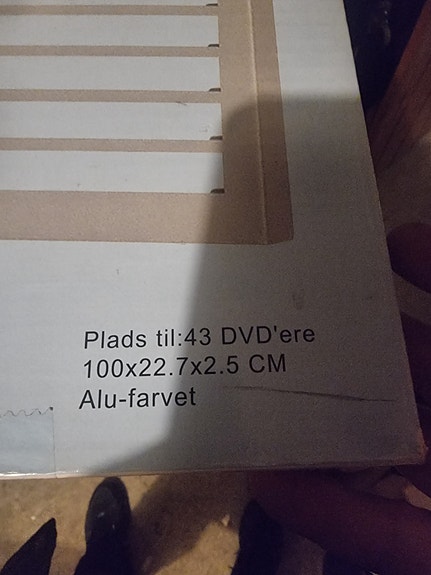 Plads til:43 DVD'ere
100x22.7x2.5 CM
Alu-farvet